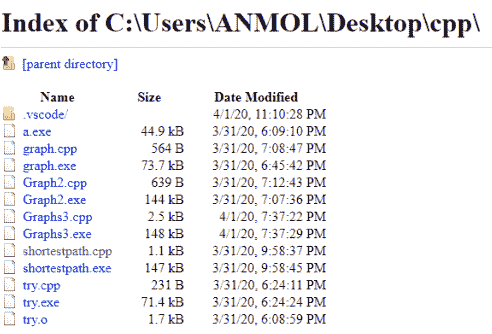 Index of C:\Users\ANMOL\Desktop\cpp\
[parent directory]
Name Size Date Modified
.vscode/ 4/1/20, 11:10:28 PM
a.exe 44.9 kB 3/31/20, 6:09:10 PM
graph.cpp 564 B 3/31/20, 7:08:47 PM
graph.exe 73.7 kB 3/31/20, 6:45:42 PM
Graph2.cpp 639 B 3/31/20, 7:12:43 PM
Graph2.exe 144 kB 3/31/20, 7:07:36 PM
Graphs3.cpp 2.5 kB 4/1/20, 7:37:22 PM
Graphs3.exe 148 kB 4/1/20, 7:37:29 PM
shortestpath.cpp 1.1 kB 3/31/20, 9:58:37 PM
shortestpath.exe 147 kB 3/31/20, 9:58:45 PM
try.cpp 231 B 3/31/20, 6:24:11 PM
try.exe 71.4 kB 3/31/20, 6:24:24 PM
try.o 1.7 kB 3/31/20, 6:08:59 PM